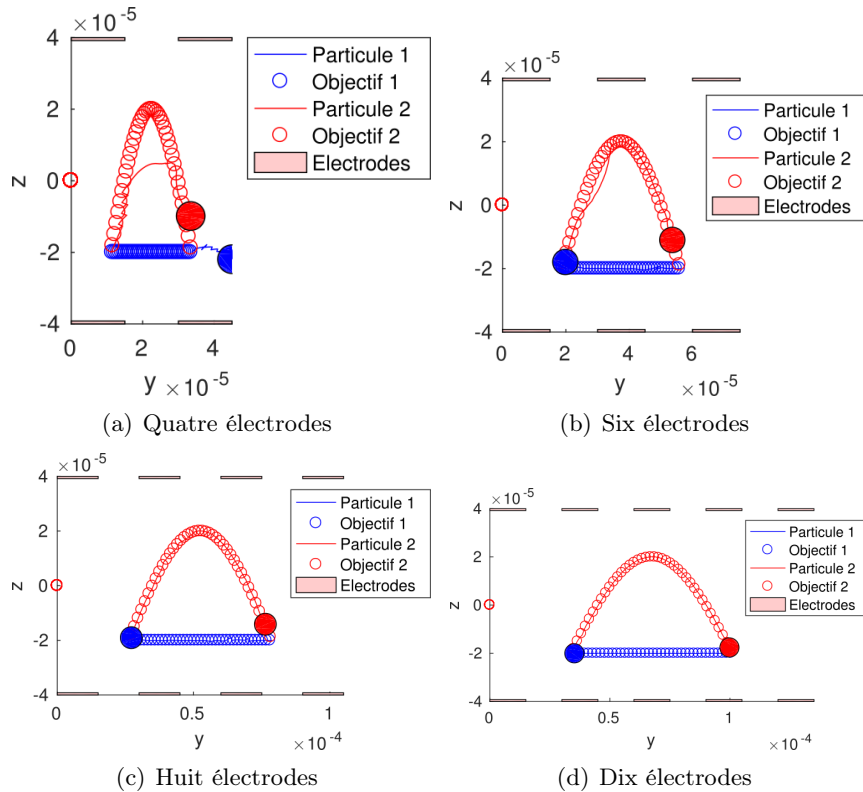 × 10^-5
4
2
0
-2
-4
z
0
2
4
y
× 10^-5
Particule 1
Objectif 1
Particule 2
Objectif 2
Electrodes
(a) Quatre électrodes
× 10^-5
4
2
0
-2
-4
z
0
2
4
6
y
× 10^-5
Particule 1
Objectif 1
Particule 2
Objectif 2
Electrodes
(b) Six électrodes
× 10^-5
4
2
0
-2
-4
z
0
0.5
1
y
× 10^-4
Particule 1
Objectif 1
Particule 2
Objectif 2
Electrodes
(c) Huit électrodes
× 10^-5
4
2
0
-2
-4
z
0
0.5
1
y
× 10^-4
Particule 1
Objectif 1
Particule 2
Objectif 2
Electrodes
(d) Dix électrodes